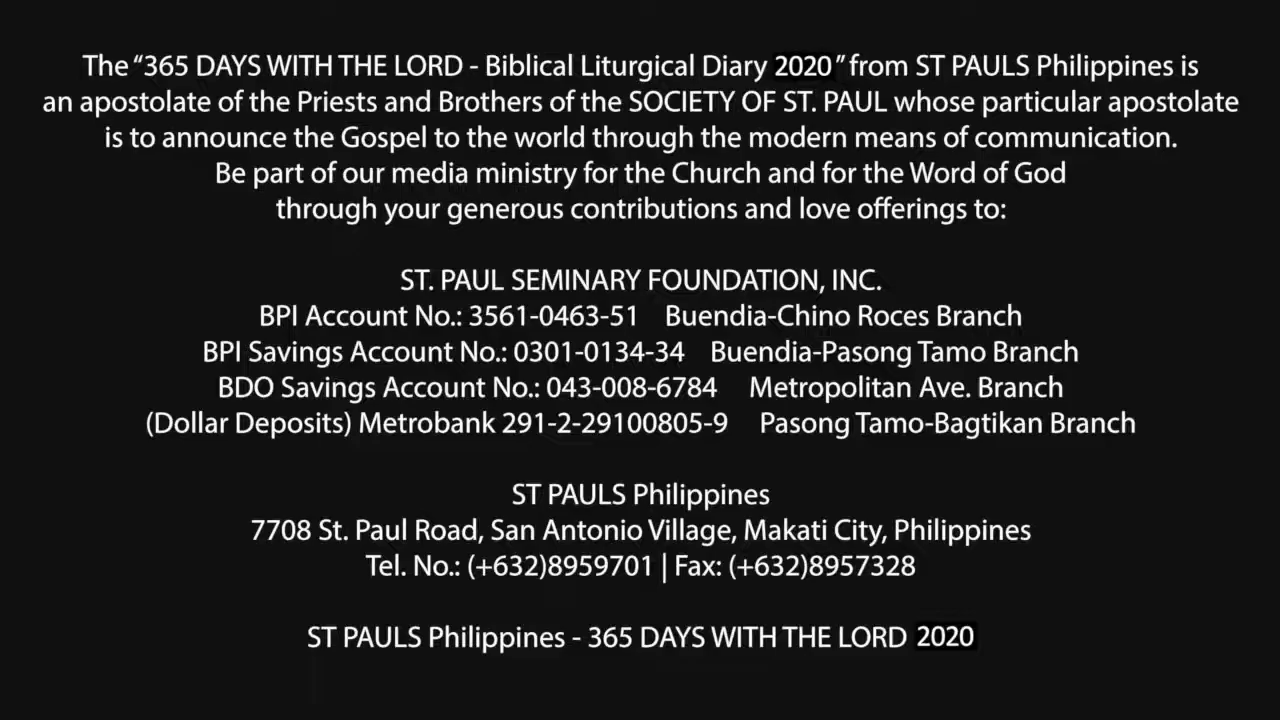 The “365 DAYS WITH THE LORD - Biblical Liturgical Diary 2020” from ST PAULS Philippines is
an apostolate of the Priests and Brothers of the SOCIETY OF ST. PAUL whose particular apostolate
is to announce the Gospel to the world through the modern means of communication.
Be part of our media ministry for the Church and for the Word of God
through your generous contributions and love offerings to:
ST. PAUL SEMINARY FOUNDATION, INC.
BPI Account No.: 3561-0463-51 Buendia-Chino Roces Branch
BPI Savings Account No.: 0301-0134-34 Buendia-Pasong Tamo Branch
BDO Savings Account No.: 043-008-6784 Metropolitan Ave. Branch
(Dollar Deposits) Metrobank 291-2-29100805-9 Pasong Tamo-Bagtikan Branch
ST PAULS Philippines
7708 St. Paul Road, San Antonio Village, Makati City, Philippines
Tel. No.: (+632)8959701 | Fax: (+632)8957328
ST PAULS Philippines - 365 DAYS WITH THE LORD 2020